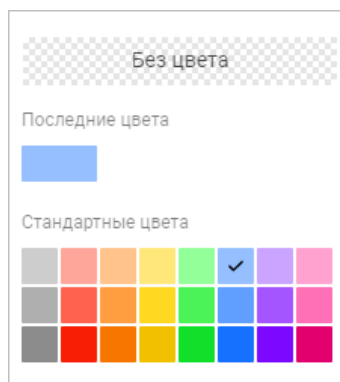 Без цвета
Последние цвета
Стандартные цвета